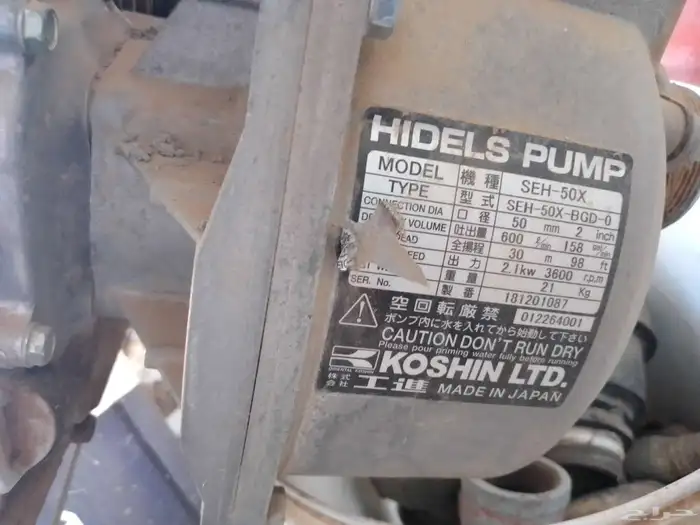 HIDELS PUMP
MODEL 機種 SEH-50X
TYPE 型式 SEH-50X-BGD-0
CONNECTION DIA 口径 50 mm 2 inch
VOLUME 吐出量 600 ℓ/min 158
全揚程 30 m 98 ft
出力 2.1kw 3600 r.p.m
重量 21 Kg
SER. No. 製番 181201087
012264001
空回転厳禁
ポンプ内に水を入れてから始動して下さい
CAUTION DON'T RUN DRY
Please pour priming water fully before running
KOSHIN LTD.
株式会社 工進 MADE IN JAPAN
حراج